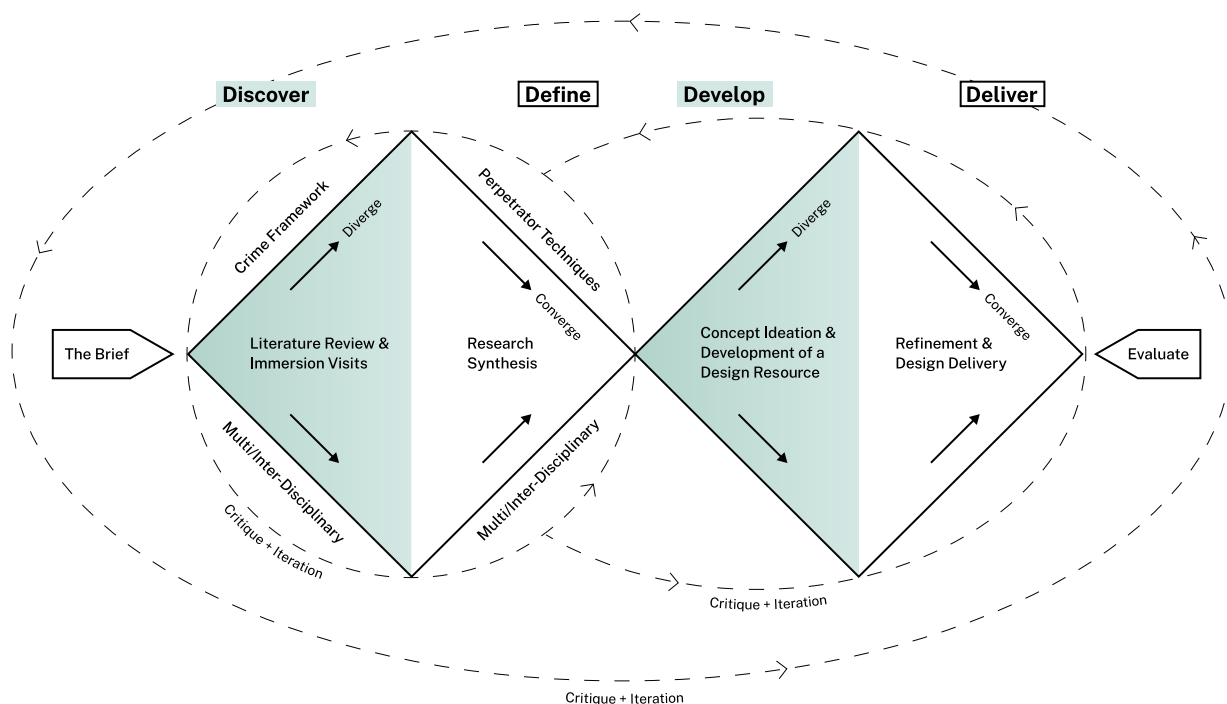 Discover
Define
Develop
Deliver
Crime Framework
Diverge
Perpetrator Techniques
Converge
Diverge
Converge
The Brief
Literature Review &
Immersion Visits
Research
Synthesis
Concept Ideation &
Development of a
Design Resource
Refinement &
Design Delivery
Evaluate
Multi/Inter-Disciplinary
Multi/Inter-Disciplinary
Critique + Iteration
Critique + Iteration
Critique + Iteration